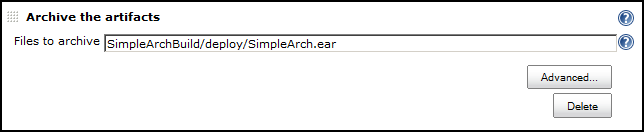 Archive the artifacts
Files to archive SimpleArchBuild/deploy/SimpleArch.ear
Advanced...
Delete